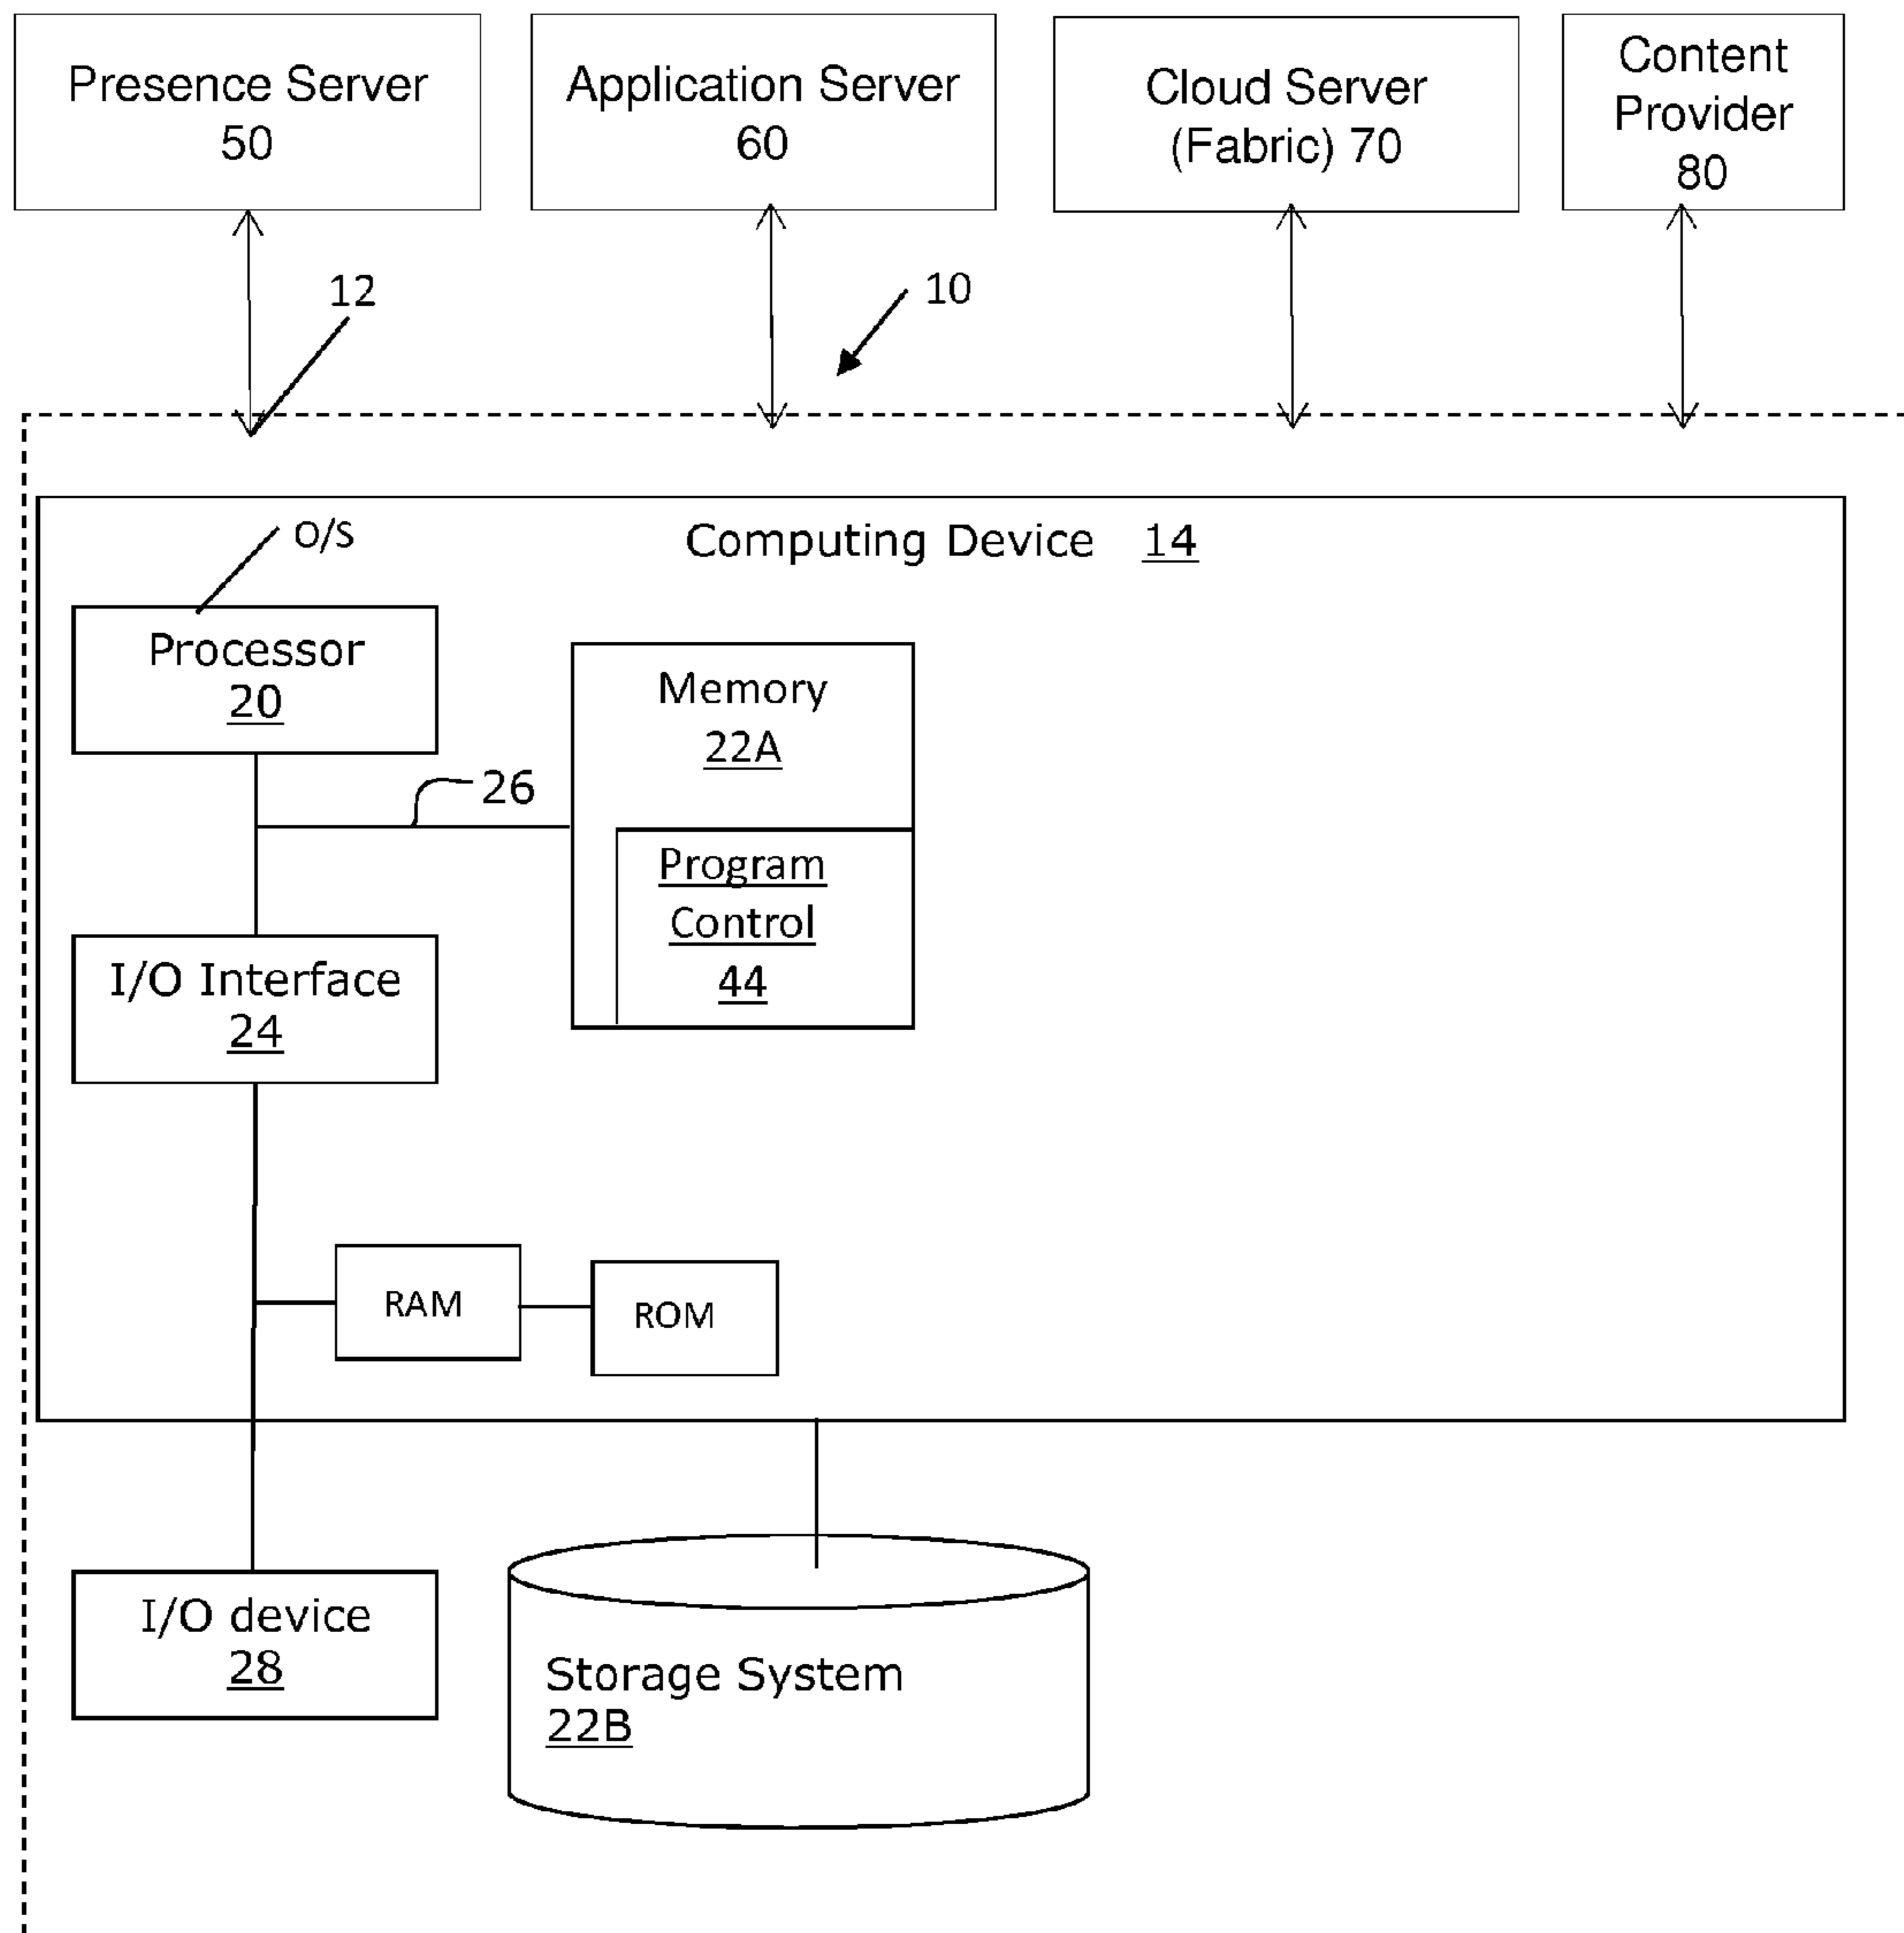 Presence Server
50
Application Server
60
Cloud Server
(Fabric) 70
Content
Provider
80
12
10
O/S
Computing Device 14
Processor
20
Memory
22A
26
Program
Control
44
I/O Interface
24
RAM
ROM
I/O device
28
Storage System
22B